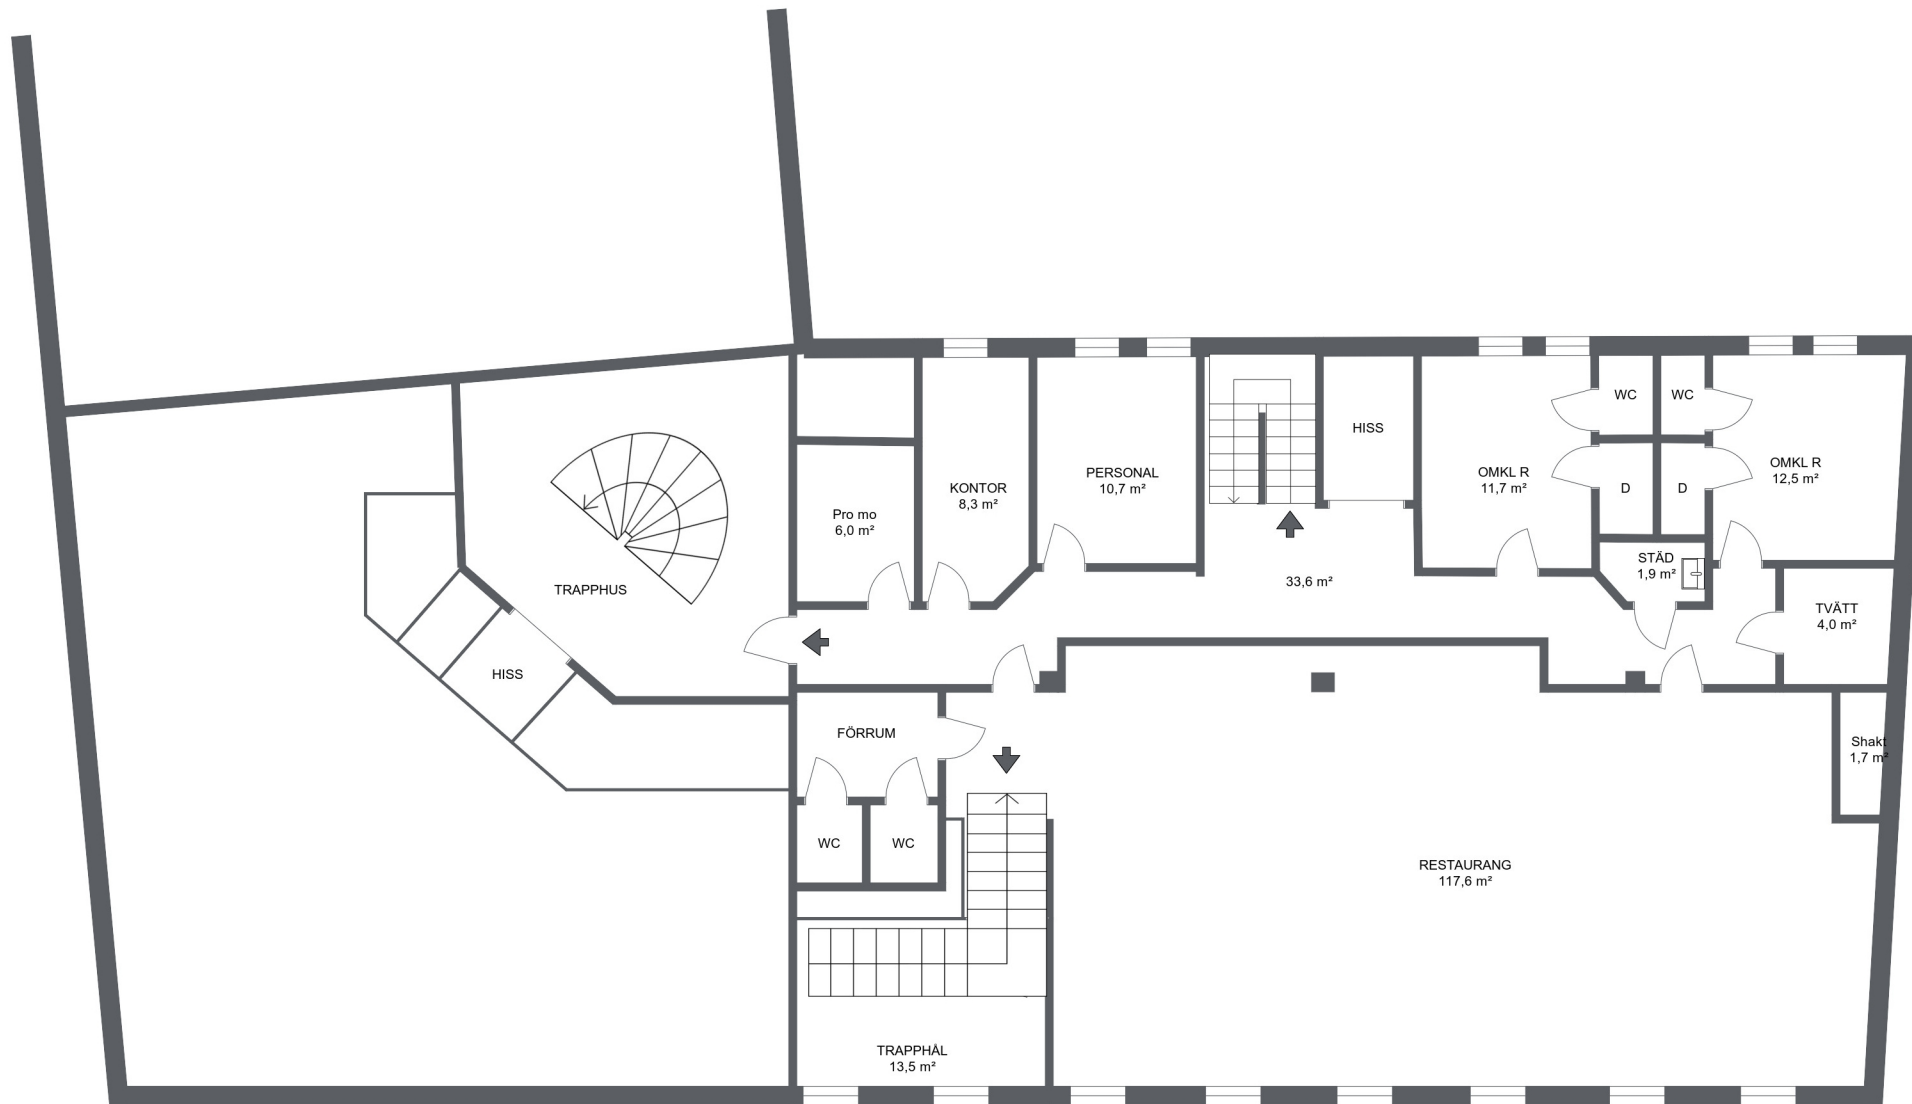 WC
WC
HISS
OMKL R
12,5 m²
OMKL R
11,7 m²
PERSONAL
10,7 m²
KONTOR
8,3 m²
D
D
Pro mo
6,0 m²
STÄD
1,9 m²
33,6 m²
TRAPPHUS
TVÄTT
4,0 m²
HISS
FÖRRUM
Shakt
1,7 m²
WC
WC
RESTAURANG
117,6 m²
TRAPPHÅL
13,5 m²